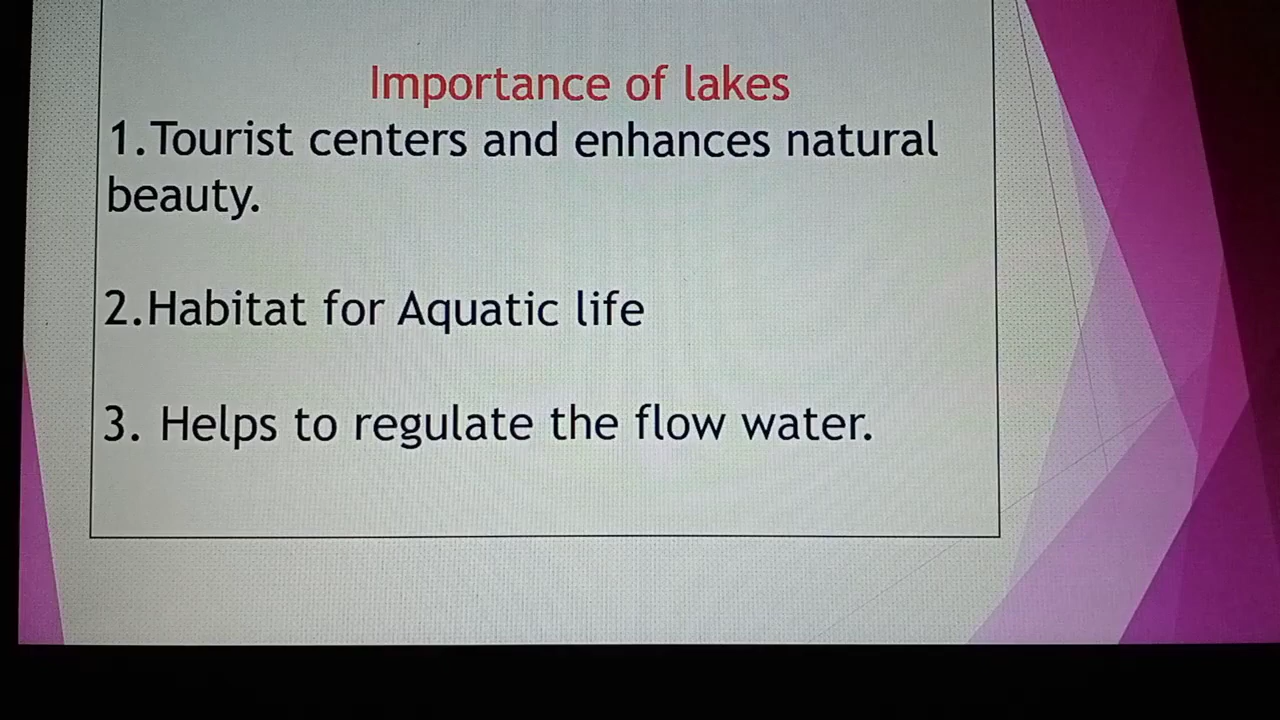 Importance of lakes
1.Tourist centers and enhances natural
beauty.
2.Habitat for Aquatic life
3. Helps to regulate the flow water.